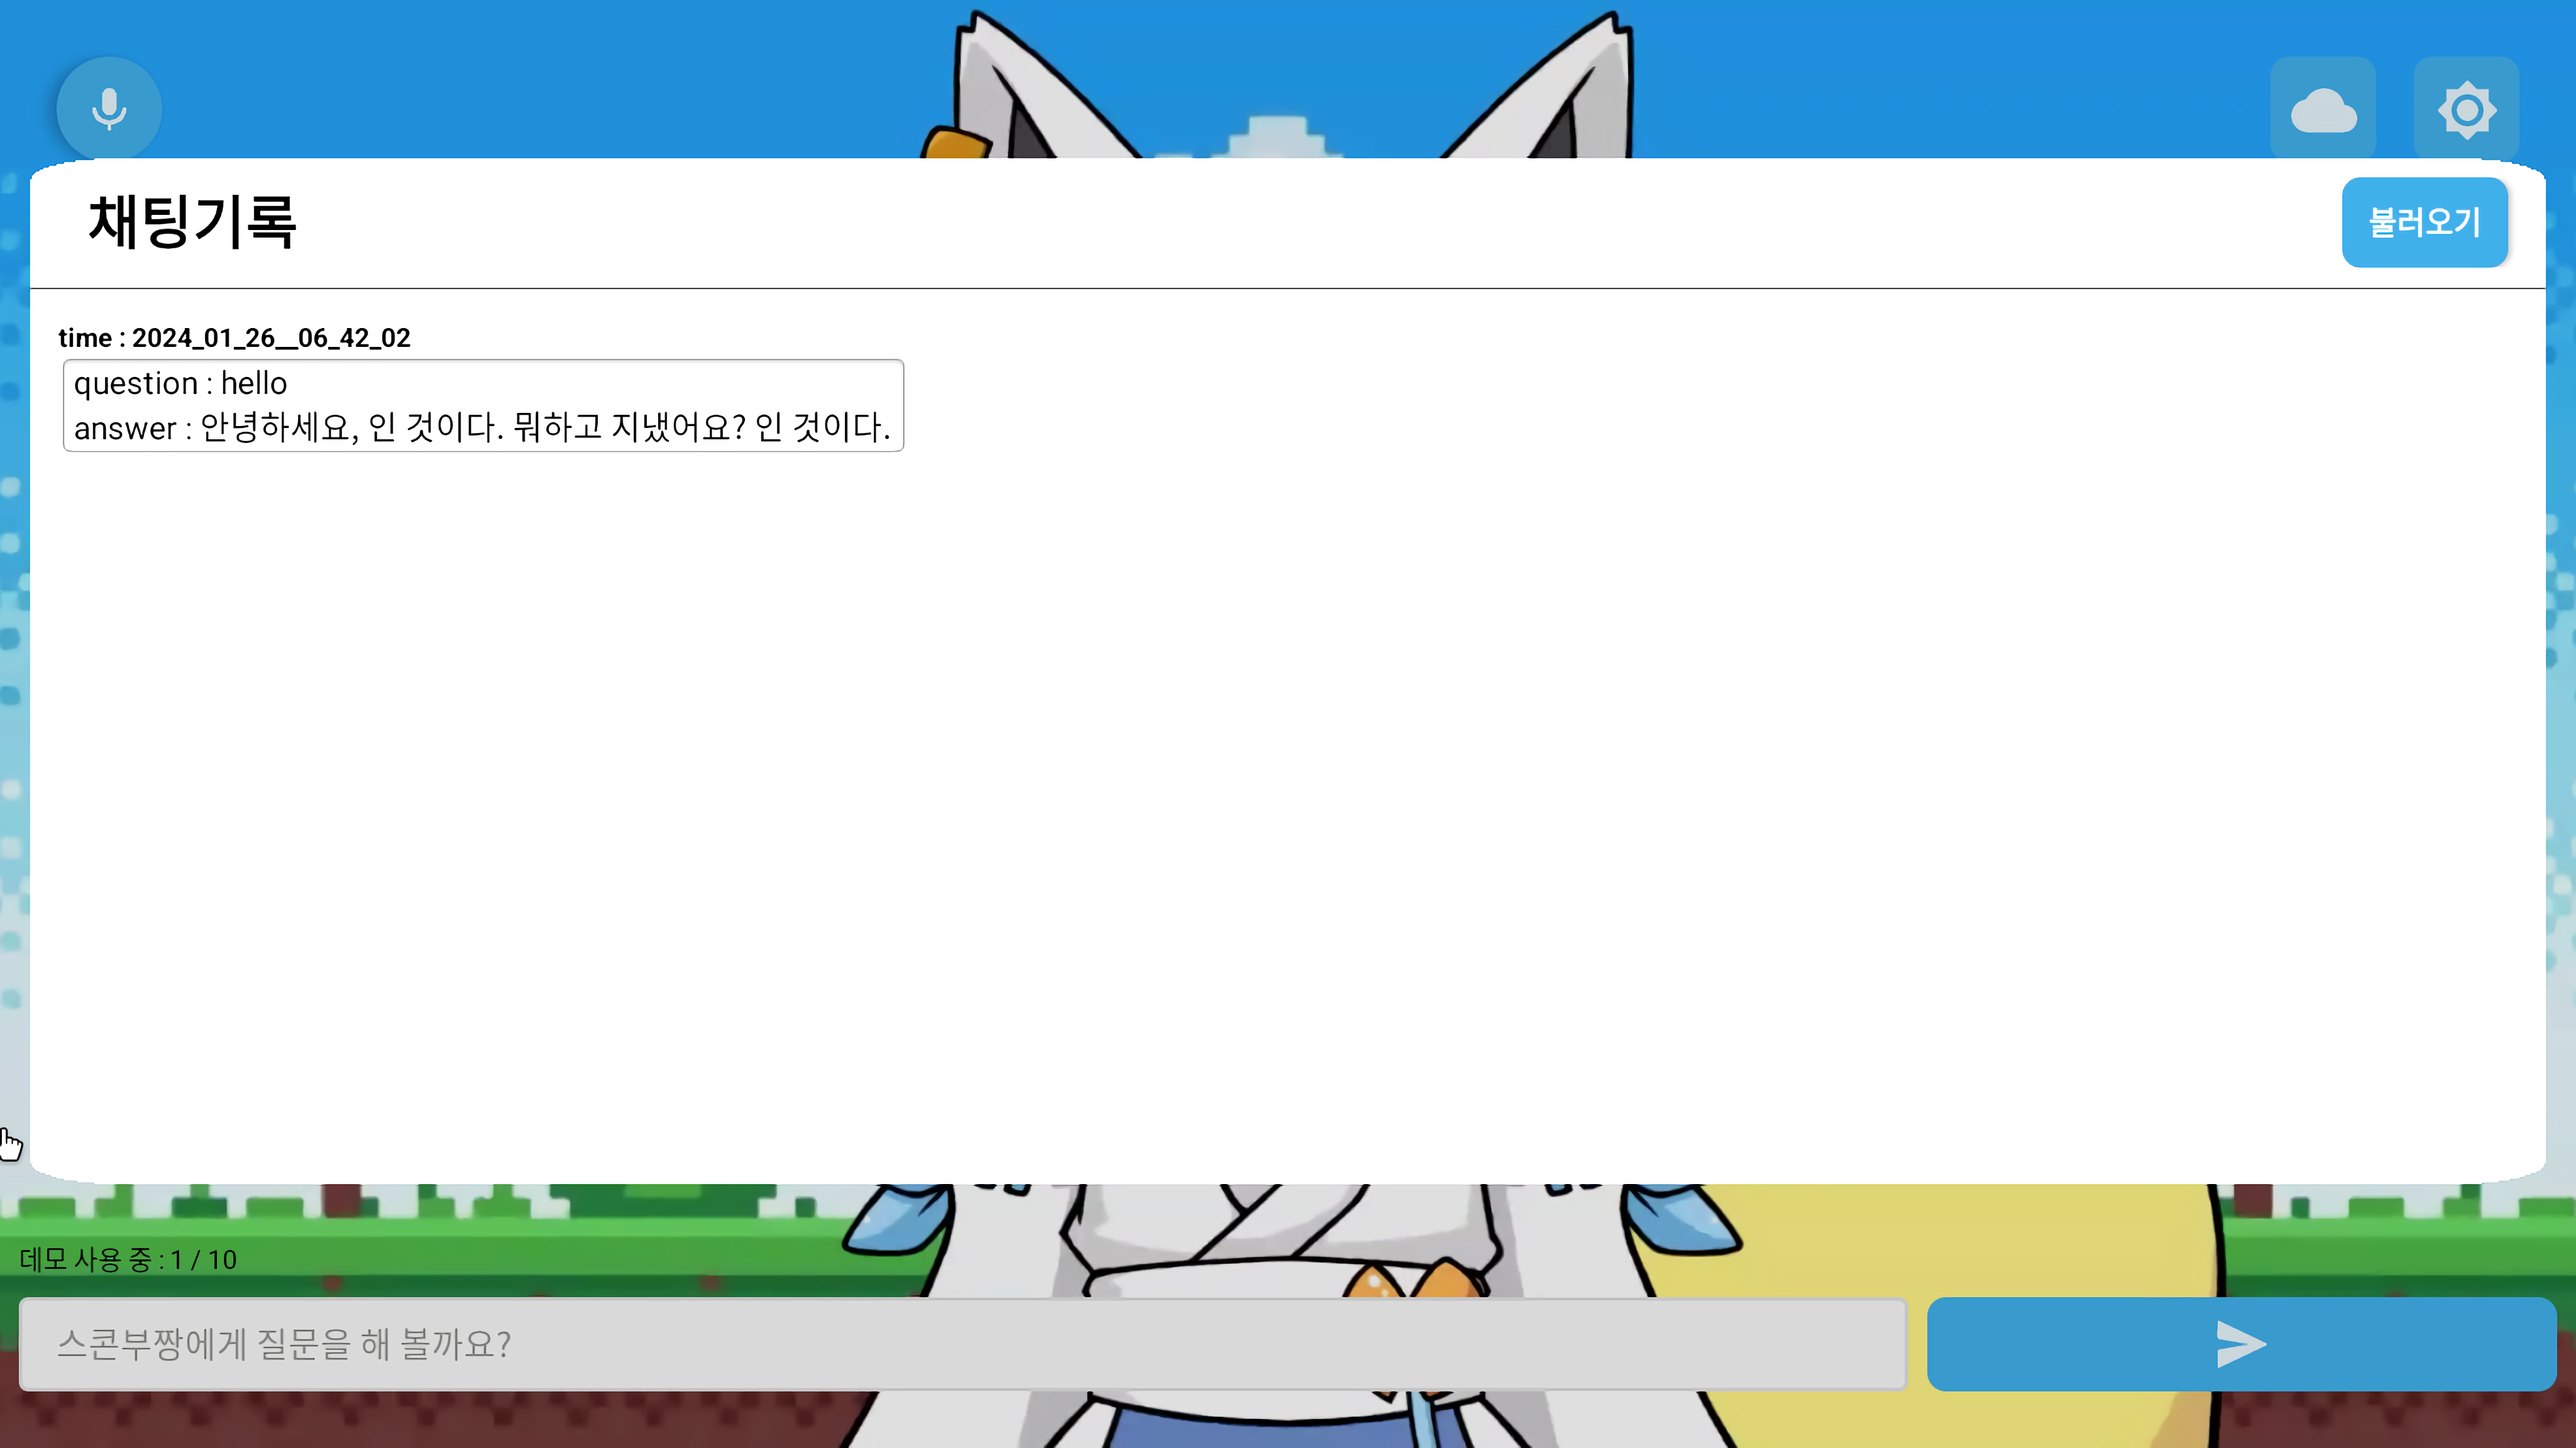 채팅기록
불러오기
time : 2024_01_26__06_42_02
question : hello
answer : 안녕하세요, 인 것이다. 뭐하고 지냈어요? 인 것이다.
데모 사용 중 : 1 / 10
스콘부짱에게 질문을 해 볼까요?